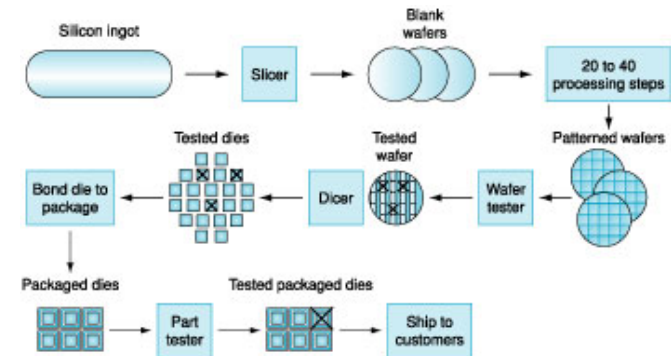 Silicon ingot
Slicer
Blank
wafers
20 to 40
processing steps
Tested dies
Tested
wafer
Patterned wafers
Bond die to
package
Dicer
Wafer
tester
Packaged dies
Tested packaged dies
Part
tester
Ship to
customers